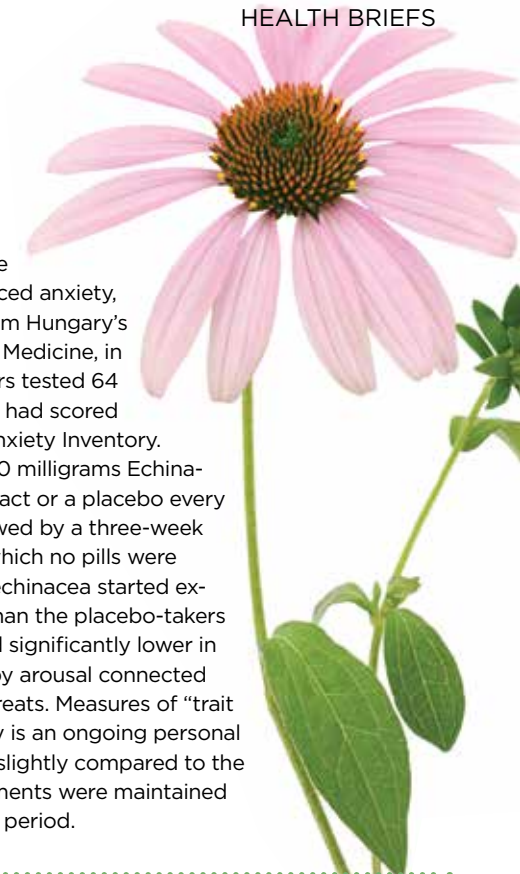 HEALTH BRIEFS
ced anxiety,
m Hungary’s
Medicine, in
rs tested 64
had scored
nxiety Inventory.
0 milligrams Echina-
act or a placebo every
wed by a three-week
which no pills were
echinacea started ex-
han the placebo-takers
significantly lower in
by arousal connected
reats. Measures of “trait
is an ongoing personal
slightly compared to the
ments were maintained
period.